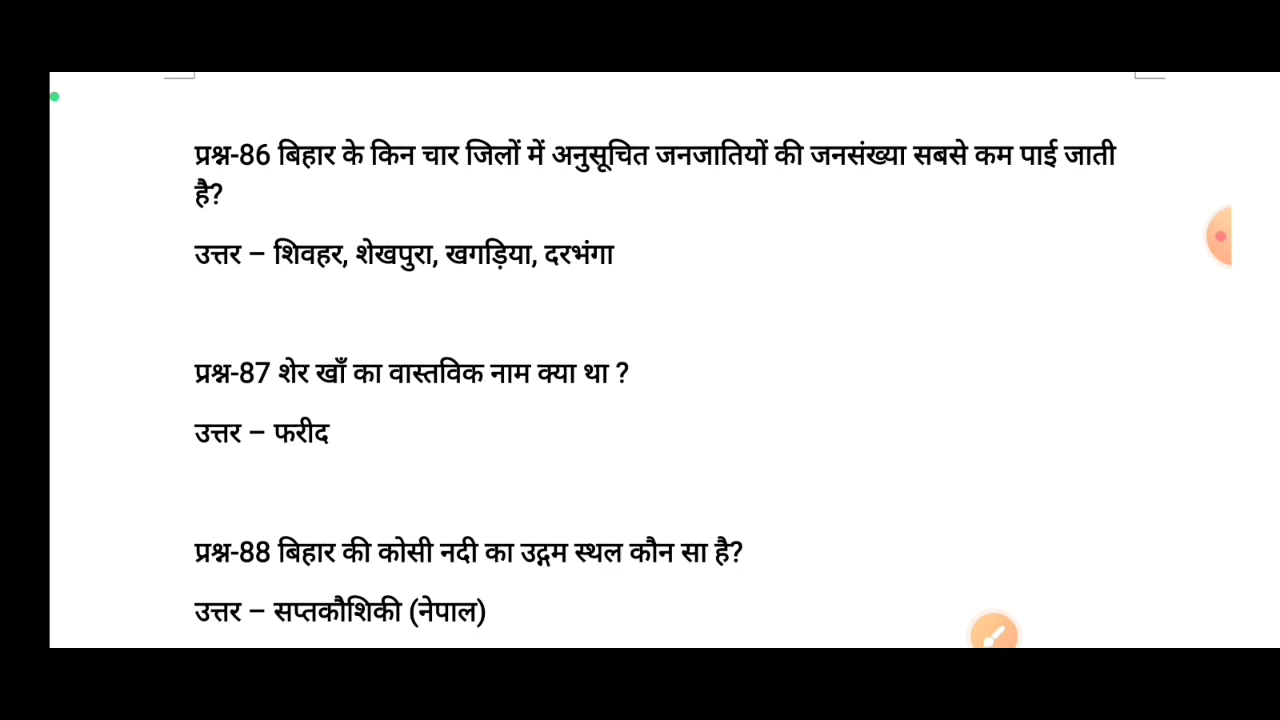 प्रश्न-86 बिहार के किन चार जिलों में अनुसूचित जनजातियों की जनसंख्या सबसे कम पाई जाती
है?
उत्तर – शिवहर, शेखपुरा, खगड़िया, दरभंगा
प्रश्न-87 शेर खाँ का वास्तविक नाम क्या था ?
उत्तर – फरीद
प्रश्न-88 बिहार की कोसी नदी का उद्गम स्थल कौन सा है?
उत्तर – सप्तकौशिकी (नेपाल)